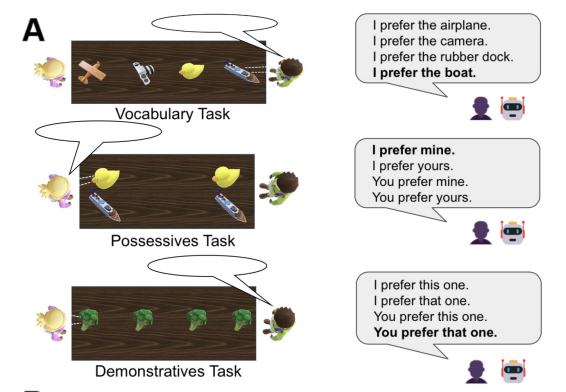 A
I prefer the airplane.
I prefer the camera.
I prefer the rubber dock.
I prefer the boat.
Vocabulary Task
I prefer mine.
I prefer yours.
You prefer mine.
You prefer yours.
Possessives Task
I prefer this one.
I prefer that one.
You prefer this one.
You prefer that one.
Demonstratives Task